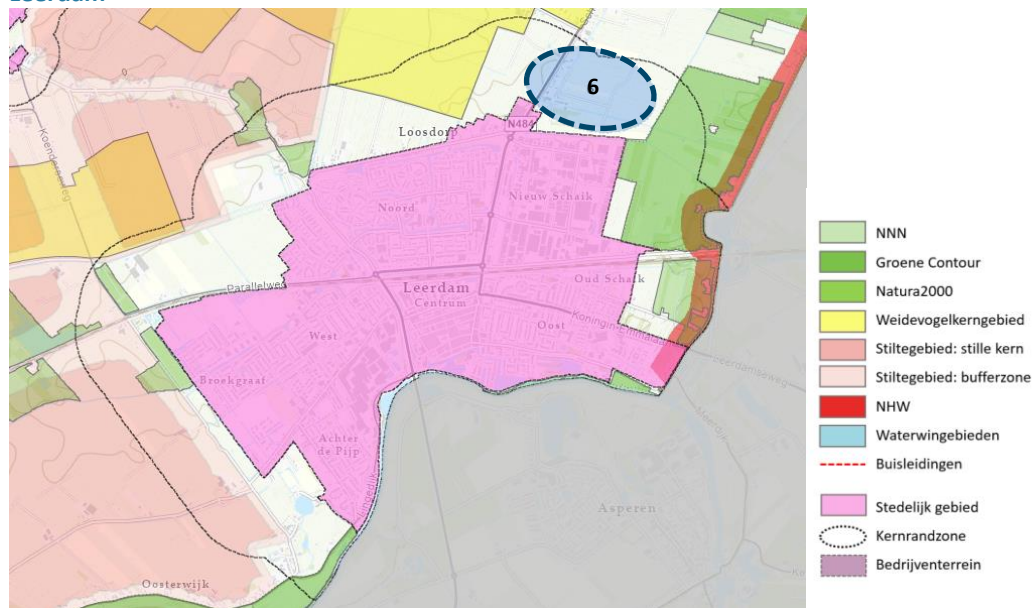 Leerdam
6
Koenderseweg
Loosdorp
N484
Noord
Nieuw Schaik
Parallelweg
Leerdam
Centrum
Oud Schaik
West
Oost
Broekgraaf
Achter
de Pijp
Asperen
Oosterwijk
NNN
Groene Contour
Natura2000
Weidevogelkerngebied
Stiltegebied: stille kern
Stiltegebied: bufferzone
NHW
Waterwingebieden
Buisleidingen
Stedelijk gebied
Kernrandzone
Bedrijventerrein